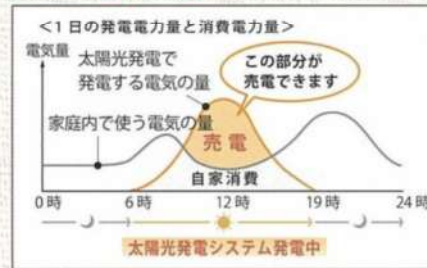 <1日の発電電力量と消費電力量>
電気量
太陽光発電で
発電する電気の量
この部分が
売電できます
家庭内で使う電気の量
売電
自家消費
0時
6時
12時
19時
24時
太陽光発電システム発電中